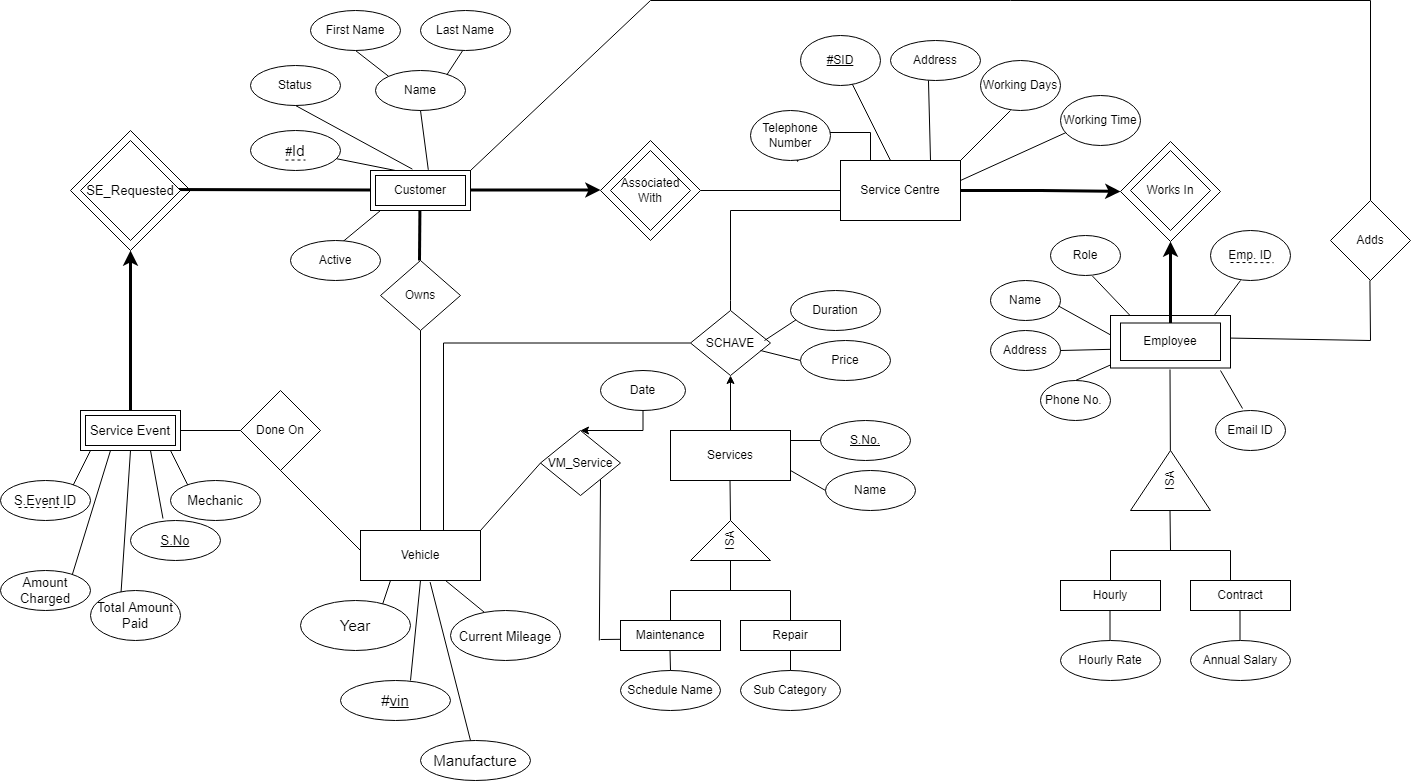 First Name
Last Name
Status
Name
#Id
SE_Requested
Customer
Active
Owns
Associated
With
#SID
Address
Working Days
Working Time
Telephone
Number
Service Centre
Works In
Adds
Role
Emp. ID
Name
Address
Employee
Phone No.
Email ID
SCHAVE
Duration
Price
Date
VM_Service
Services
S.No.
Name
Service Event
Done On
S.Event ID
Mechanic
S.No
Amount
Charged
Total Amount
Paid
Vehicle
Year
Current Mileage
#vin
Manufacture
ISA
Maintenance
Repair
Schedule Name
Sub Category
ISA
Hourly
Contract
Hourly Rate
Annual Salary